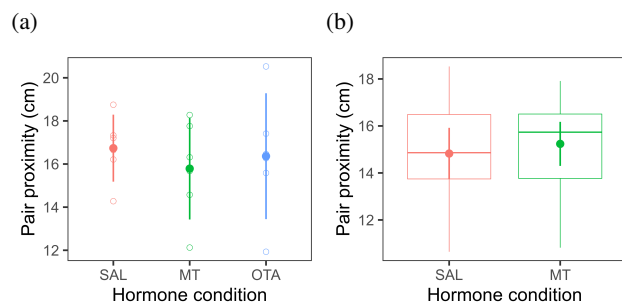 (a)
(b)
Pair proximity (cm)
20
18
16
14
12
SAL MT OTA
Hormone condition
Pair proximity (cm)
18
16
14
12
SAL MT
Hormone condition